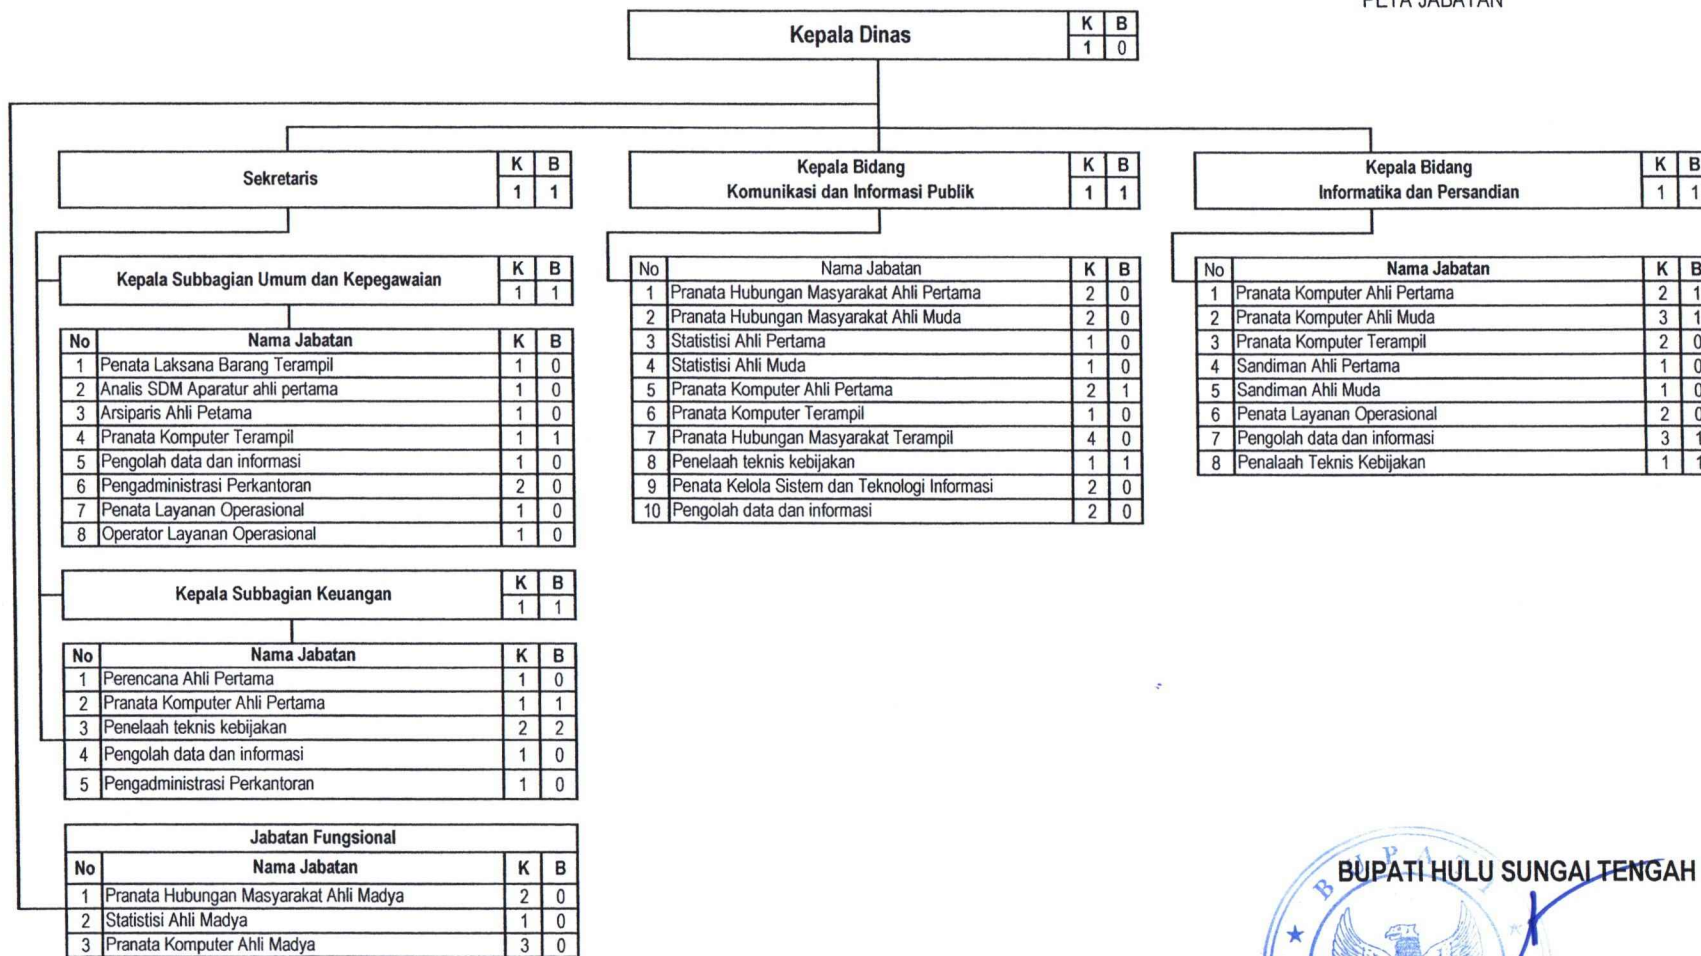 PETA JABATAN
Kepala Dinas K B
1 0
Sekretaris K B
1 1
Kepala Subbagian Umum dan Kepegawaian K B
1 1
No Nama Jabatan K B
1 Penata Laksana Barang Terampil 1 0
2 Analis SDM Aparatur ahli pertama 1 0
3 Arsiparis Ahli Petama 1 0
4 Pranata Komputer Terampil 1 1
5 Pengolah data dan informasi 1 0
6 Pengadministrasi Perkantoran 2 0
7 Penata Layanan Operasional 1 0
8 Operator Layanan Operasional 1 0
Kepala Subbagian Keuangan K B
1 1
No Nama Jabatan K B
1 Perencana Ahli Pertama 1 0
2 Pranata Komputer Ahli Pertama 1 1
3 Penelaah teknis kebijakan 2 2
4 Pengolah data dan informasi 1 0
5 Pengadministrasi Perkantoran 1 0
Jabatan Fungsional
No Nama Jabatan K B
1 Pranata Hubungan Masyarakat Ahli Madya 2 0
2 Statistisi Ahli Madya 1 0
3 Pranata Komputer Ahli Madya 3 0
Kepala Bidang
Komunikasi dan Informasi Publik K B
1 1
No Nama Jabatan K B
1 Pranata Hubungan Masyarakat Ahli Pertama 2 0
2 Pranata Hubungan Masyarakat Ahli Muda 2 0
3 Statistisi Ahli Pertama 1 0
4 Statistisi Ahli Muda 1 0
5 Pranata Komputer Ahli Pertama 2 1
6 Pranata Komputer Terampil 1 0
7 Pranata Hubungan Masyarakat Terampil 4 0
8 Penelaah teknis kebijakan 1 1
9 Penata Kelola Sistem dan Teknologi Informasi 2 0
10 Pengolah data dan informasi 2 0
Kepala Bidang
Informatika dan Persandian K B
1 1
No Nama Jabatan K B
1 Pranata Komputer Ahli Pertama 2 1
2 Pranata Komputer Ahli Muda 3 1
3 Pranata Komputer Terampil 2 0
4 Sandiman Ahli Pertama 1 0
5 Sandiman Ahli Muda 1 0
6 Penata Layanan Operasional 2 0
7 Pengolah data dan informasi 3 1
8 Penalaah Teknis Kebijakan 1 1
BUPATI HULU SUNGAI TENGAH
BUPATI